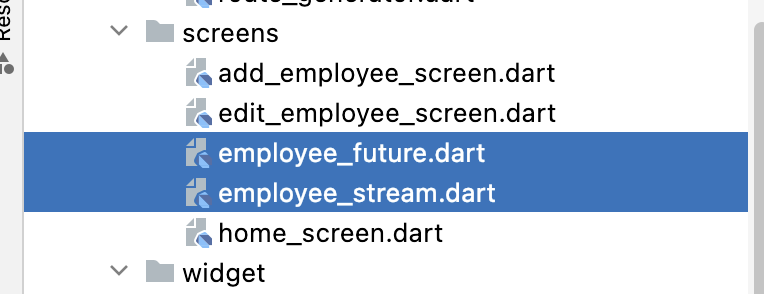 screens
add_employee_screen.dart
edit_employee_screen.dart
employee_future.dart
employee_stream.dart
home_screen.dart
widget